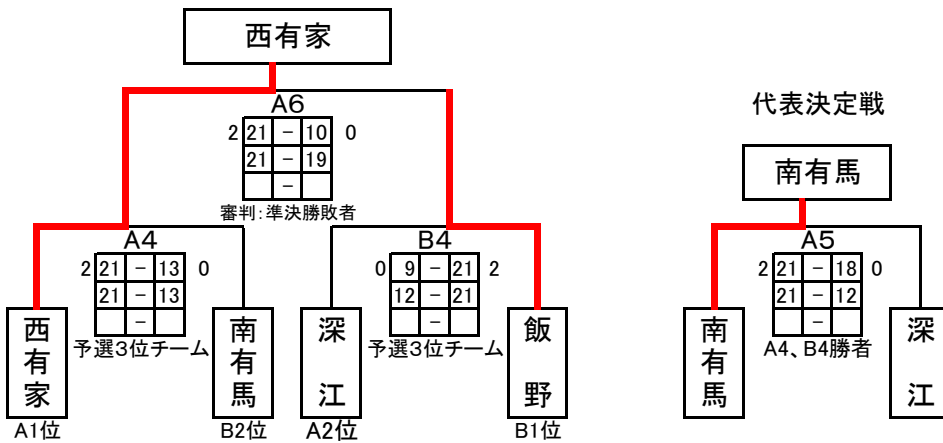 西有家
A6
2 21 － 10 0
21 － 19
－
審判：準決勝敗者
A4
2 21 － 13 0
21 － 13
－
予選3位チーム
B4
0 9 － 21 2
12 － 21
－
予選3位チーム
西有家
A1位
南有馬
B2位
深江
A2位
飯野
B1位
代表決定戦
南有馬
A5
2 21 － 18 0
21 － 12
－
A4、B4勝者
南有馬
深江